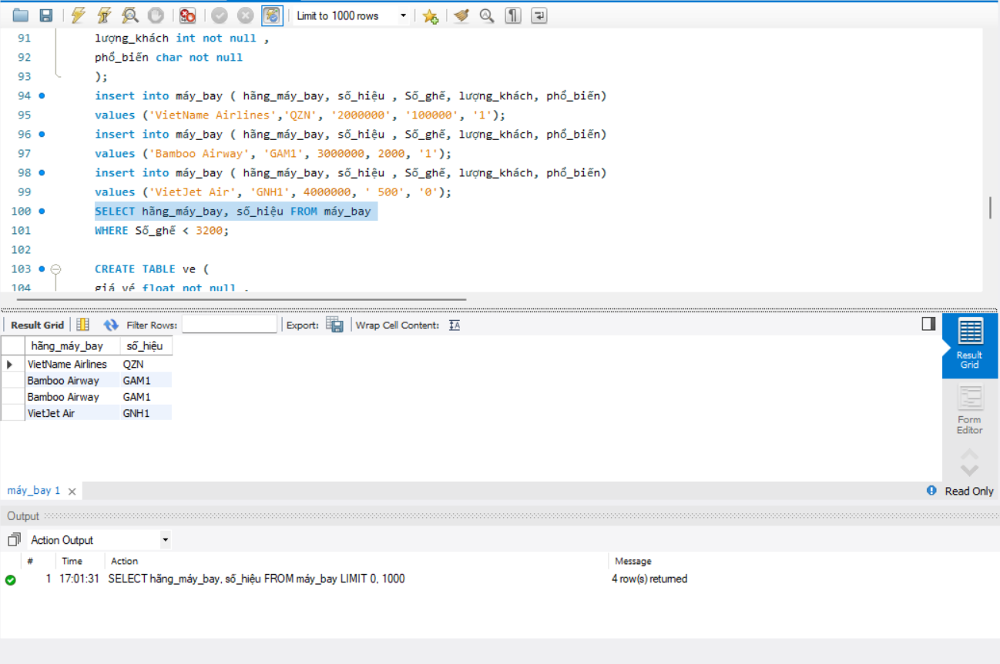 Limit to 1000 rows
91 lượng_khách int not null ,
92 phổ_biến char not null
93 );
94 insert into máy_bay ( hãng_máy_bay, số_hiệu , Số_ghế, lượng_khách, phổ_biến)
95 values ('VietName Airlines','QZN', '2000000', '100000', '1');
96 insert into máy_bay ( hãng_máy_bay, số_hiệu , Số_ghế, lượng_khách, phổ_biến)
97 values ('Bamboo Airway', 'GAM1', 3000000, 2000, '1');
98 insert into máy_bay ( hãng_máy_bay, số_hiệu , Số_ghế, lượng_khách, phổ_biến)
99 values ('VietJet Air', 'GNH1', 4000000, ' 500', '0');
100 SELECT hãng_máy_bay, số_hiệu FROM máy_bay
101 WHERE Số_ghế < 3200;
102
103 CREATE TABLE ve (
104 giá_vé float not null ,
Result Grid Filter Rows: Export: Wrap Cell Content: IA
hãng_máy_bay số_hiệu
VietName Airlines QZN
Bamboo Airway GAM1
Bamboo Airway GAM1
VietJet Air GNH1
Result
Grid
Form
Editor
máy_bay 1 Read Only
Output
Action Output
# Time Action Message
1 17:01:31 SELECT hãng_máy_bay, số_hiệu FROM máy_bay LIMIT 0, 1000 4 row(s) returned